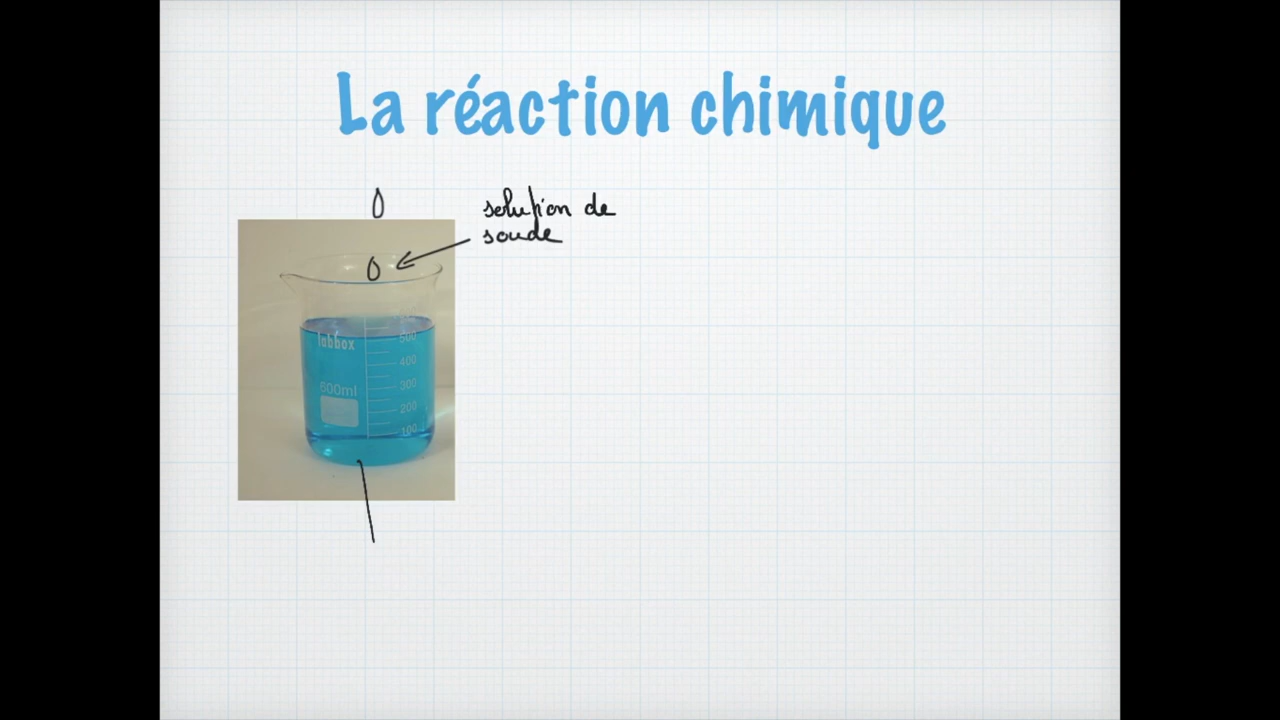 La réaction chimique
solution de
soude
labbox
500
400
600ml
300
200
100